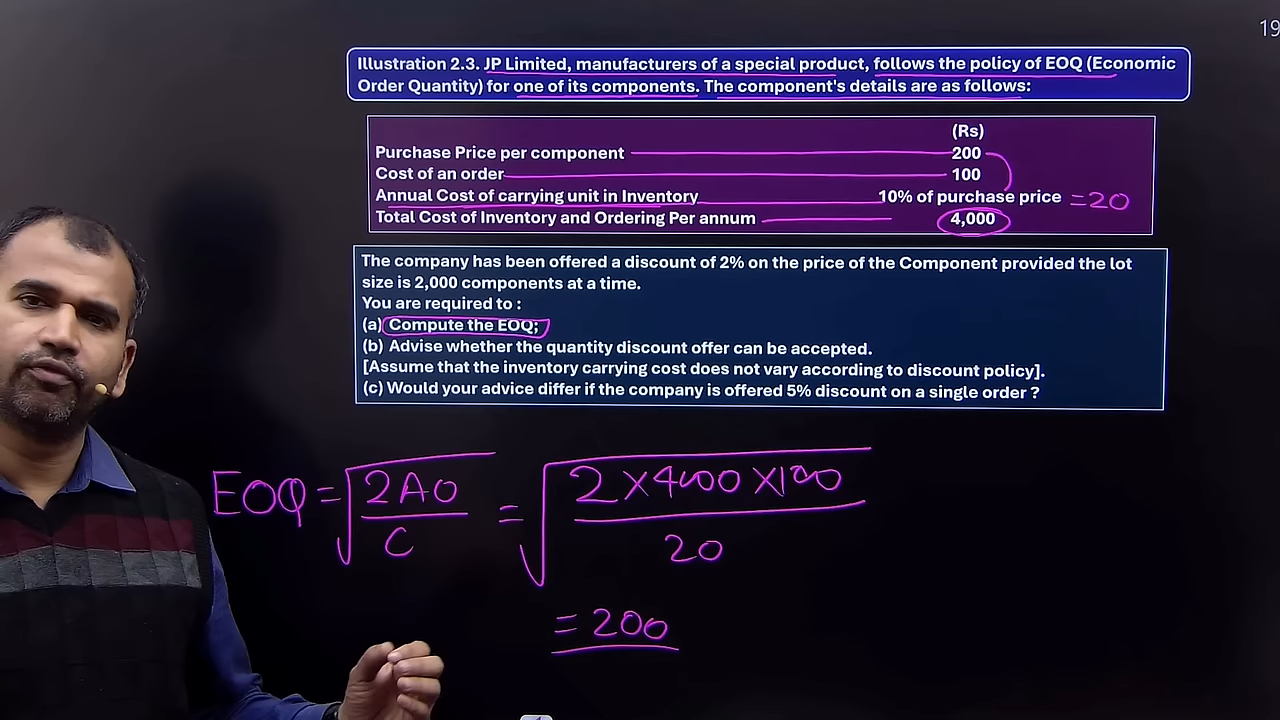 19
Illustration 2.3. JP Limited, manufacturers of a special product, follows the policy of EOQ (Economic
Order Quantity) for one of its components. The component's details are as follows:
(Rs)
Purchase Price per component 200
Cost of an order 100
Annual Cost of carrying unit in Inventory 10% of purchase price = 20
Total Cost of Inventory and Ordering Per annum 4,000
The company has been offered a discount of 2% on the price of the Component provided the lot
size is 2,000 components at a time.
You are required to :
(a) Compute the EOQ;
(b) Advise whether the quantity discount offer can be accepted.
[Assume that the inventory carrying cost does not vary according to discount policy].
(c) Would your advice differ if the company is offered 5% discount on a single order ?
EOQ = √2AO/C = √2×4000×100/20
= 200